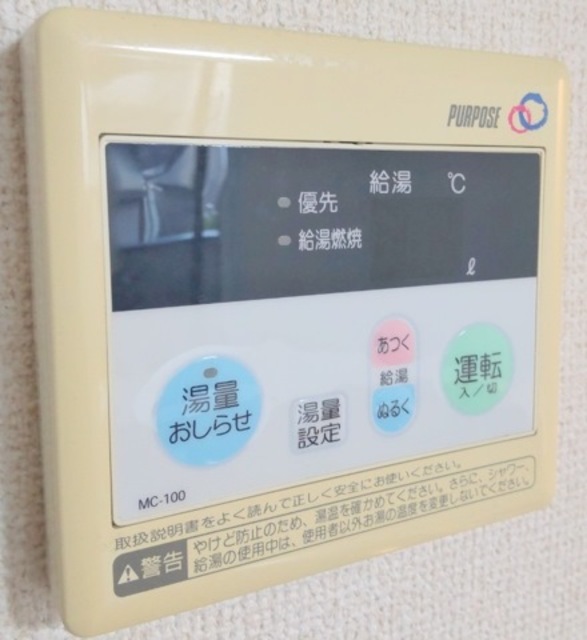 PURPOSE
給湯 ℃
優先
給湯燃焼
ℓ
湯量
おしらせ
湯量
設定
あつく
給湯
ぬるく
運転
入/切
MC-100
取扱説明書をよく読んで正しく安全にお使いください。
警告
やけど防止のため、湯温を確かめてください。さらに、シャワー、
給湯の使用中は、使用者以外お湯の温度を変更しないでください。